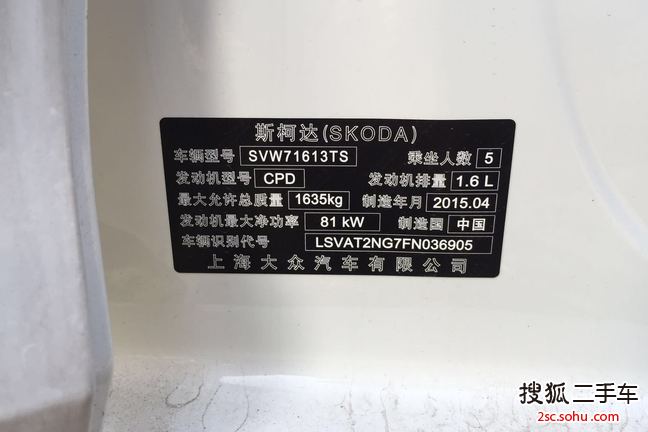 斯柯达(SKODA)
车辆型号 SVW71613TS 乘坐人数 5
发动机型号 CPD 发动机排量 1.6 L
最大允许总质量 1635kg 制造年月 2015.04
发动机最大净功率 81 kW 制造国 中国
车辆识别代号 LSVAT2NG7FN036905
上海大众汽车有限公司
搜狐二手车
2sc.sohu.com